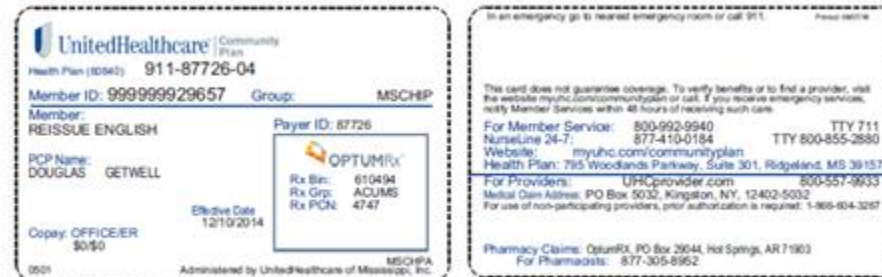 UnitedHealthcare Community Plan
Health Plan (80840) 911-87726-04
Member ID: 999999929657 Group: MSCHIP
Member:
REISSUE ENGLISH
Payer ID: 87726
PCP Name:
DOUGLAS GETWELL
OPTUMRx
Rx Bin: 610494
Rx Grp: ACUMS
Rx PCN: 4747
Effective Date
12/10/2014
Copay: OFFICE/ER
$0/$0
MSCHPA
0501 Administered by UnitedHealthcare of Mississippi, Inc.
In an emergency go to nearest emergency room or call 911. Printed:
This card does not guarantee coverage. To verify benefits or to find a provider, visit
the website myuhc.com/communityplan or call. If you receive emergency services,
notify Member Services within 48 hours of receiving such care.
For Member Service: 800-992-9940 TTY 711
NurseLine 24-7: 877-410-0184 TTY 800-855-2880
Website: myuhc.com/communityplan
Health Plan: 795 Woodlands Parkway, Suite 301, Ridgeland, MS 39157
For Providers: UHCprovider.com 800-557-9933
Medical Claim Address: PO Box 5032, Kingston, NY, 12402-5032
For use of non-participating providers, prior authorization is required: 1-866-604-3267
Pharmacy Claims: OptumRX, PO Box 29044, Hot Springs, AR 71903
For Pharmacists: 877-305-8952